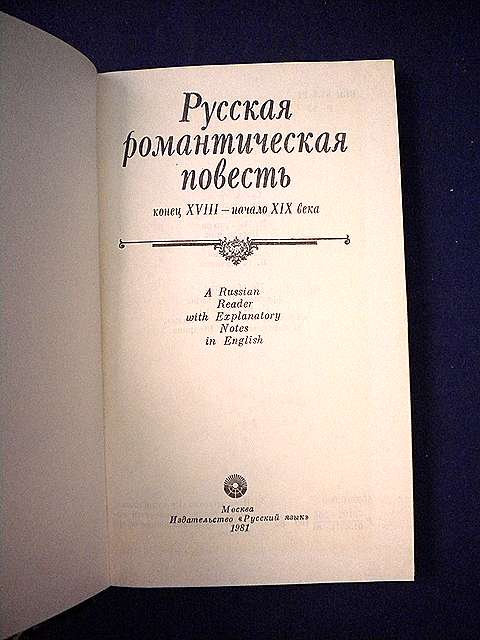 Русская
романтическая
повесть
конец XVIII — начало XIX века
A Russian
Reader
with Explanatory
Notes
in English
Москва
Издательство «Русский язык»
1981